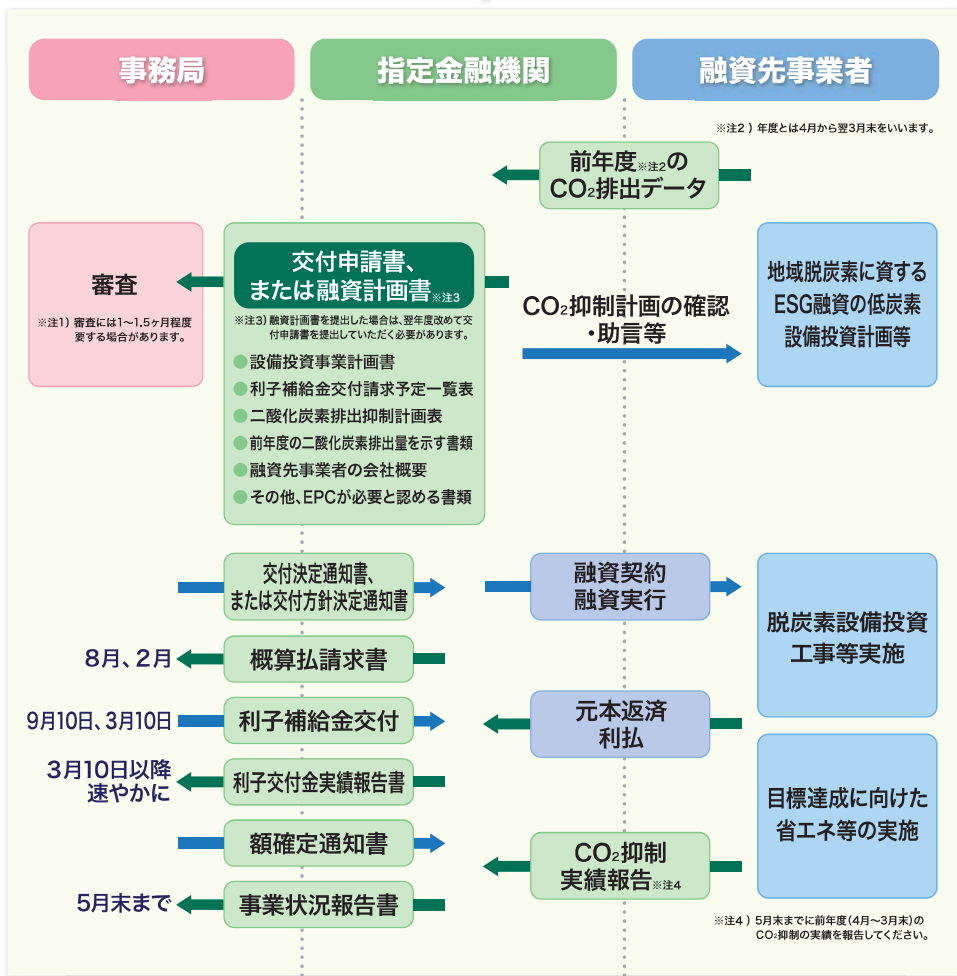 事務局
指定金融機関
融資先事業者
※注2 ) 年度とは4月から翌3月末をいいます。
前年度※注2の
CO2排出データ
審査
※注1) 審査には1〜1.5ヶ月程度
要する場合があります。
交付申請書、
または融資計画書※注3
※注3) 融資計画書を提出した場合は、翌年度改めて交
付申請書を提出していただく必要があります。
●設備投資事業計画書
●利子補給金交付請求予定一覧表
●二酸化炭素排出抑制計画表
●前年度の二酸化炭素排出量を示す書類
●融資先事業者の会社概要
●その他、EPCが必要と認める書類
CO2抑制計画の確認
・助言等
地域脱炭素に資する
ESG融資の低炭素
設備投資計画等
交付決定通知書、
または交付方針決定通知書
融資契約
融資実行
脱炭素設備投資
工事等実施
8月、2月
概算払請求書
9月10日、3月10日
利子補給金交付
元本返済
利払
3月10日以降
速やかに
利子交付金実績報告書
目標達成に向けた
省エネ等の実施
額確定通知書
CO2抑制
実績報告※注4
5月末まで
事業状況報告書
※注4 ) 5月末までに前年度(4月〜3月末)の
CO2抑制の実績を報告してください。